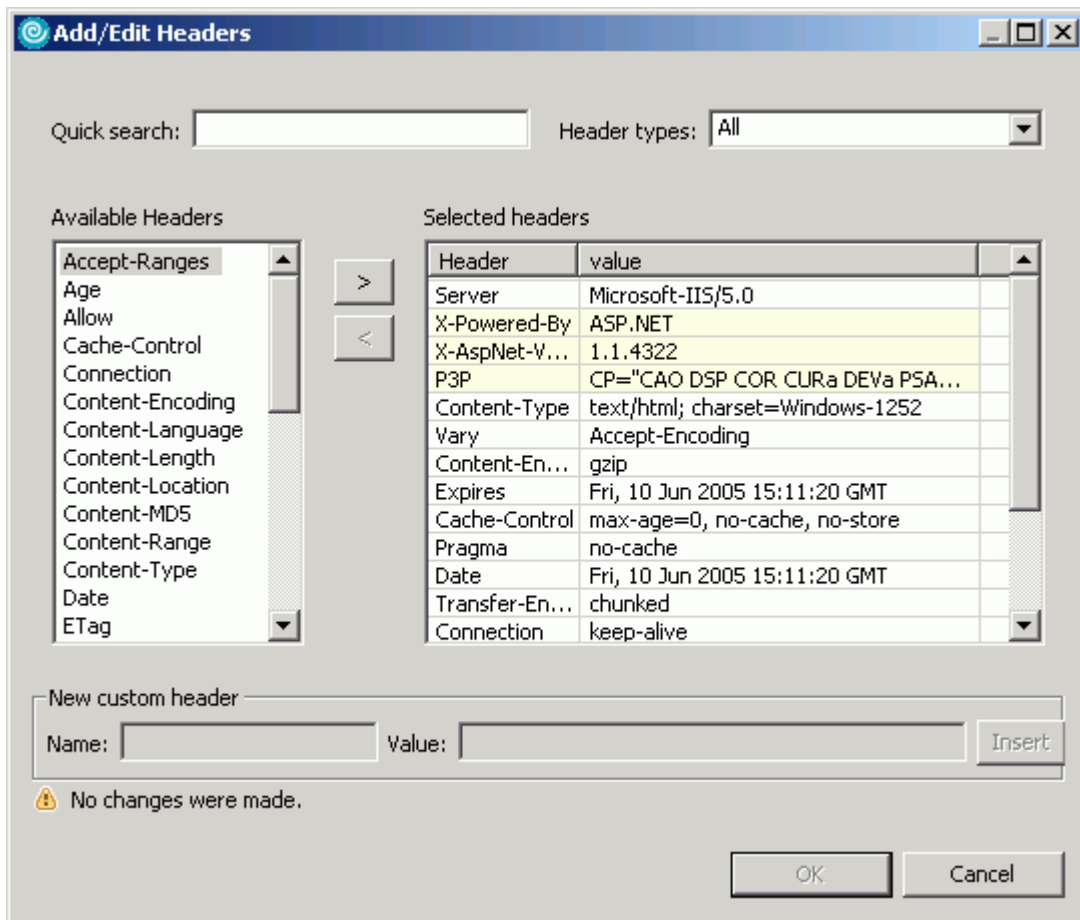 Add/Edit Headers
Quick search:
Header types: All
Available Headers
Selected headers
Accept-Ranges
Age
Allow
Cache-Control
Connection
Content-Encoding
Content-Language
Content-Length
Content-Location
Content-MD5
Content-Range
Content-Type
Date
ETag
>
<
Header value
Server Microsoft-IIS/5.0
X-Powered-By ASP.NET
X-AspNet-V... 1.1.4322
P3P CP="CAO DSP COR CURa DEVa PSA...
Content-Type text/html; charset=Windows-1252
Vary Accept-Encoding
Content-En... gzip
Expires Fri, 10 Jun 2005 15:11:20 GMT
Cache-Control max-age=0, no-cache, no-store
Pragma no-cache
Date Fri, 10 Jun 2005 15:11:20 GMT
Transfer-En... chunked
Connection keep-alive
New custom header
Name: Value: Insert
No changes were made.
OK Cancel